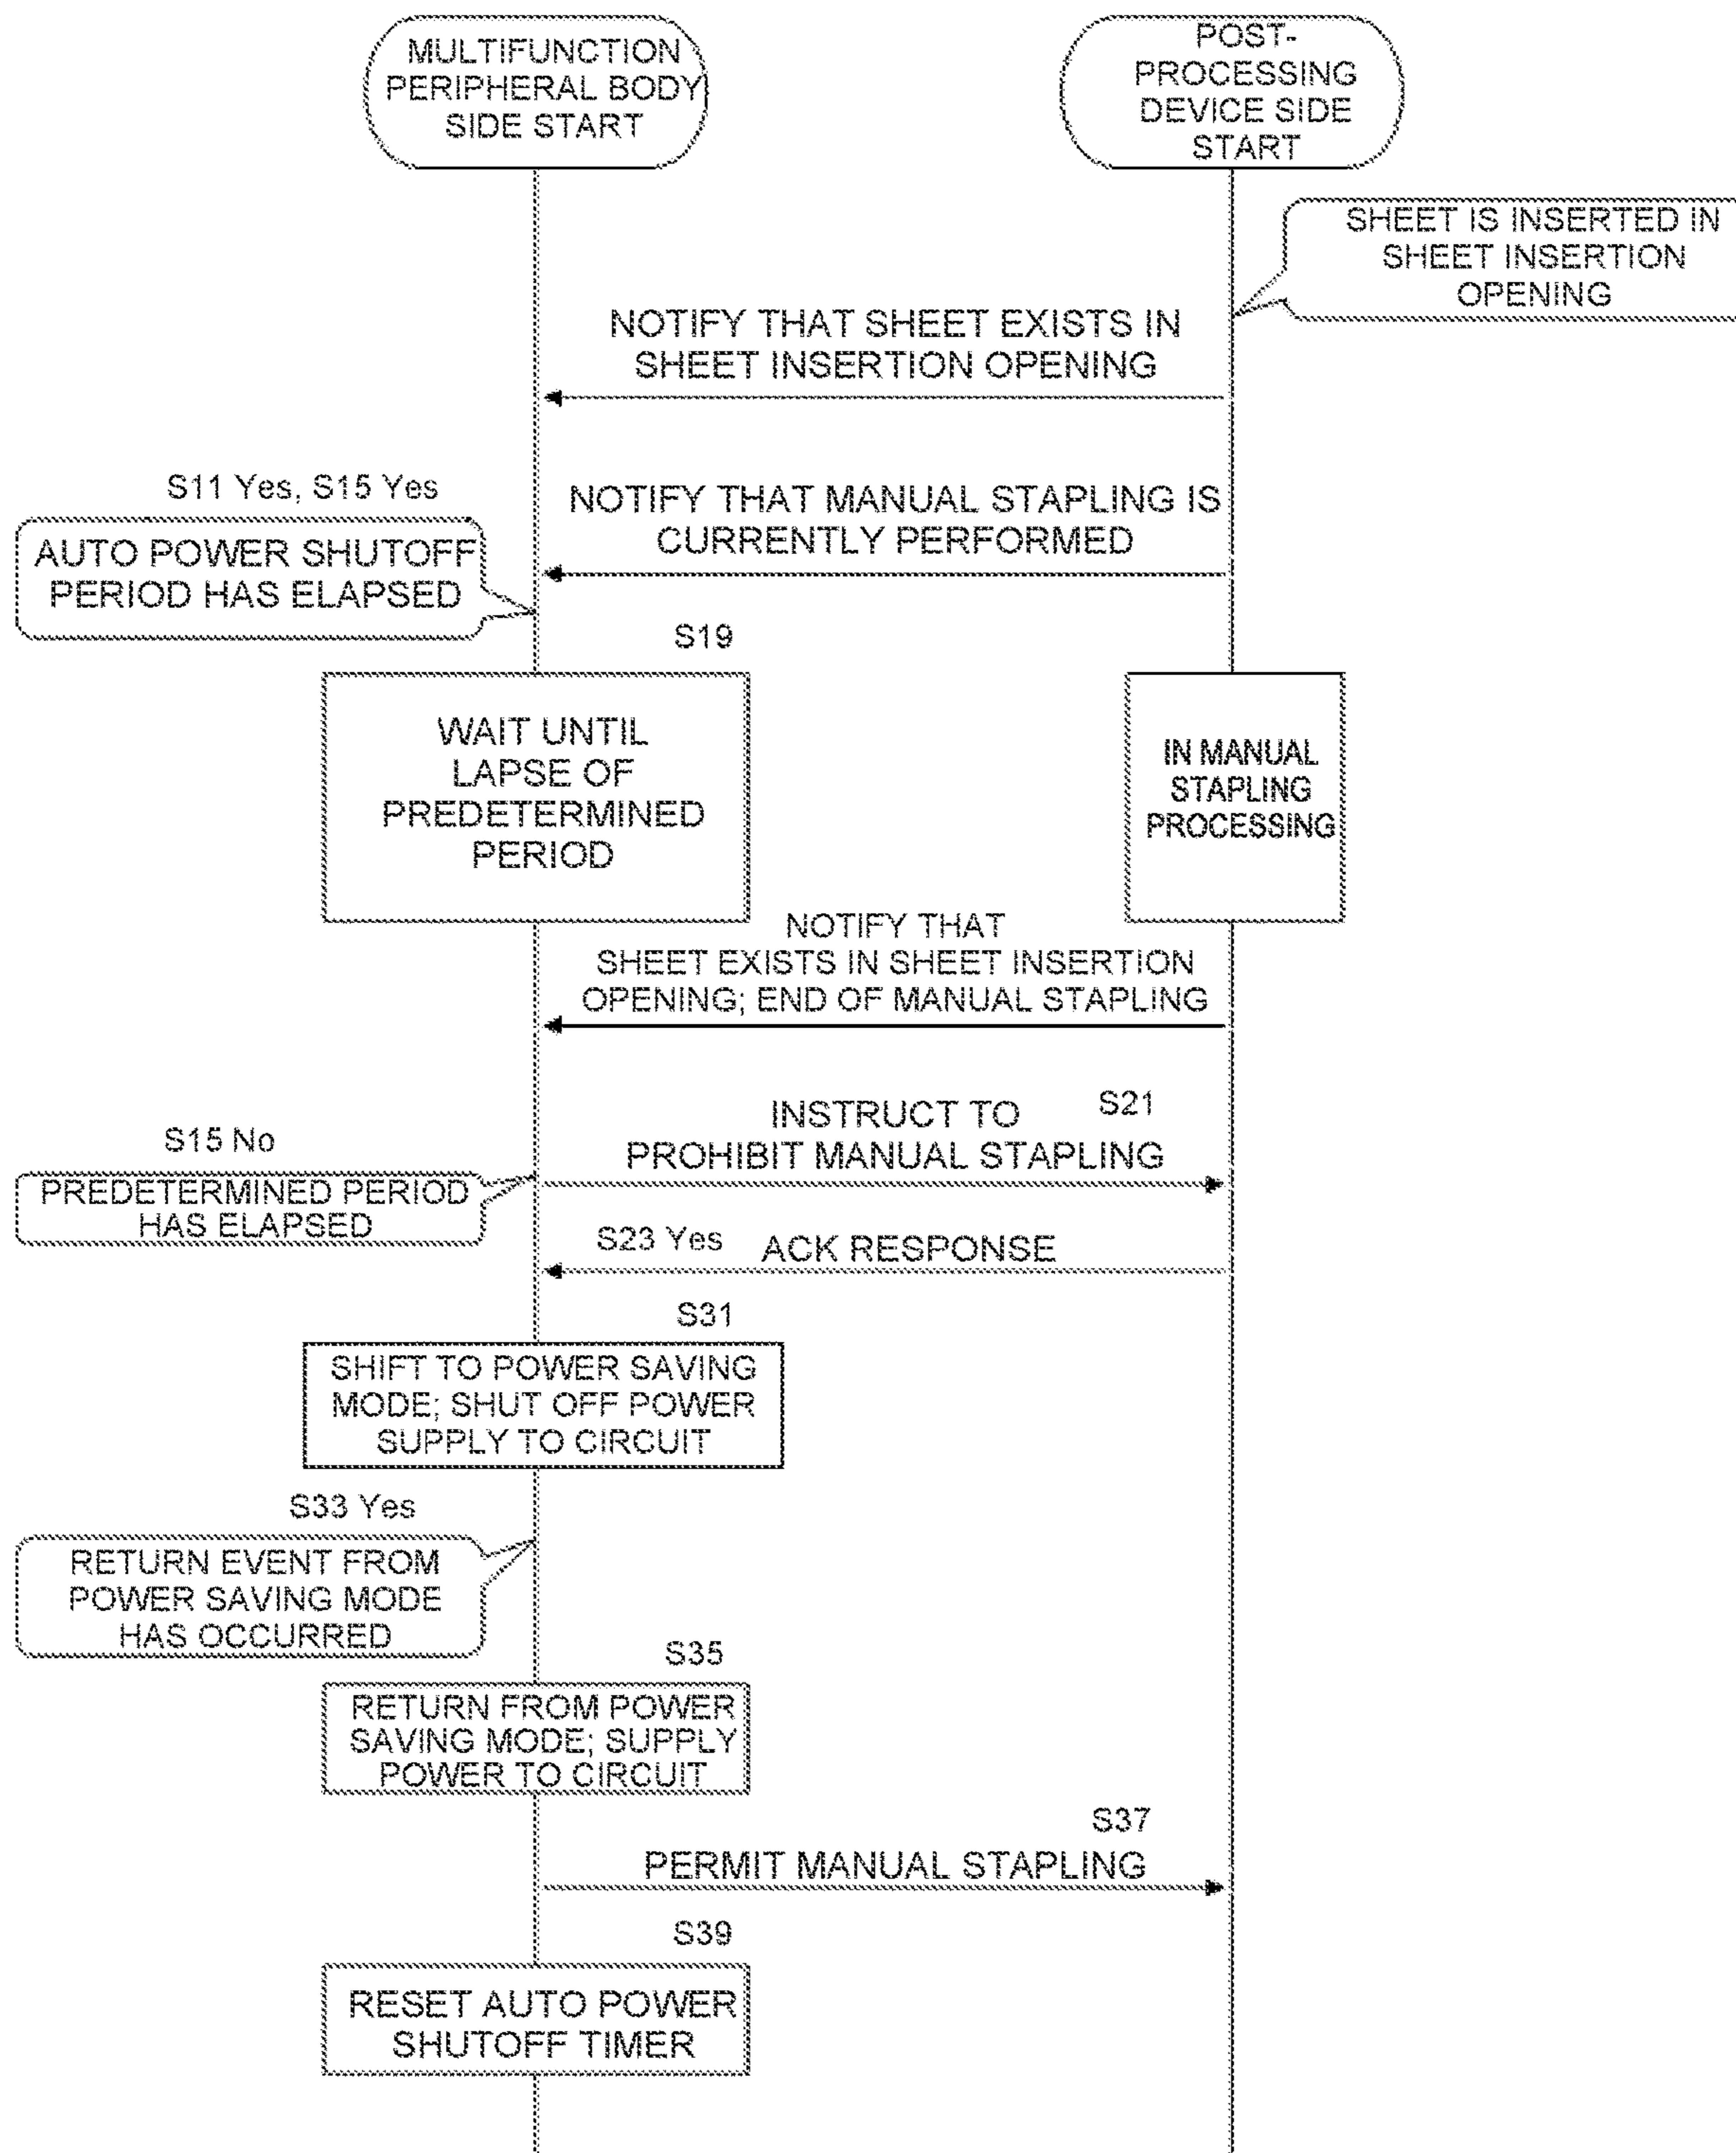 MULTIFUNCTION
PERIPHERAL BODY
SIDE START
POST-
PROCESSING
DEVICE SIDE
START
SHEET IS INSERTED IN
SHEET INSERTION
OPENING
NOTIFY THAT SHEET EXISTS IN
SHEET INSERTION OPENING
S11 Yes, S15 Yes
AUTO POWER SHUTOFF
PERIOD HAS ELAPSED
NOTIFY THAT MANUAL STAPLING IS
CURRENTLY PERFORMED
S19
WAIT UNTIL
LAPSE OF
PREDETERMINED
PERIOD
IN MANUAL
STAPLING
PROCESSING
NOTIFY THAT
SHEET EXISTS IN SHEET INSERTION
OPENING; END OF MANUAL STAPLING
S15 No
PREDETERMINED PERIOD
HAS ELAPSED
INSTRUCT TO
PROHIBIT MANUAL STAPLING
S21
S23 Yes
ACK RESPONSE
S31
SHIFT TO POWER SAVING
MODE; SHUT OFF POWER
SUPPLY TO CIRCUIT
S33 Yes
RETURN EVENT FROM
POWER SAVING MODE
HAS OCCURRED
S35
RETURN FROM POWER
SAVING MODE; SUPPLY
POWER TO CIRCUIT
S37
PERMIT MANUAL STAPLING
S39
RESET AUTO POWER
SHUTOFF TIMER